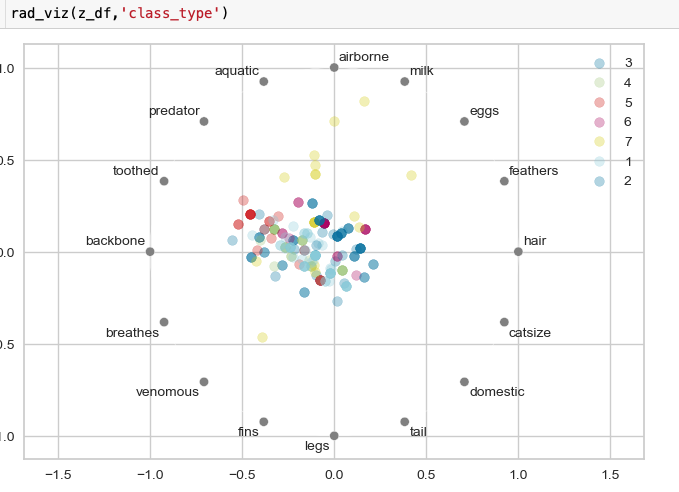 rad_viz(z_df,'class_type')
airborne
aquatic
milk
predator
eggs
toothed
feathers
backbone
hair
breathes
catsize
venomous
domestic
fins
tail
legs
3
4
5
6
7
1
2
1.0
0.5
0.0
0.5
1.0
−1.5 −1.0 −0.5 0.0 0.5 1.0 1.5